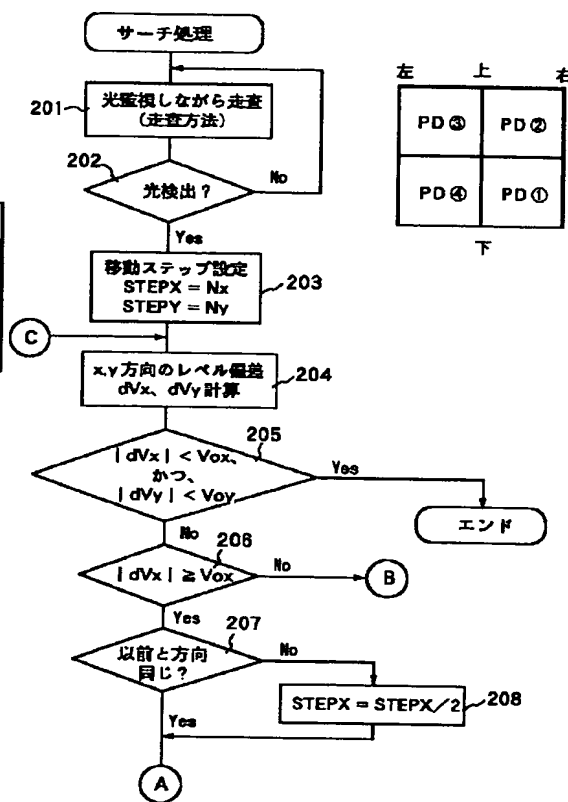 サーチ処理
201
光監視しながら走査
(走査方法)
202
光検出?
No
Yes
移動ステップ設定
STEPX = Nx
STEPY = Ny
203
C
x,y 方向のレベル偏差
dVx、dVy 計算
204
205
|dVx| < Vox、
かつ、
|dVy| < Voy
Yes
エンド
No
206
|dVx| ≧ Vox
No
B
Yes
207
以前と方向
同じ?
No
STEPX = STEPX/2
208
Yes
A
左 上 右
PD③ PD②
PD④ PD①
下